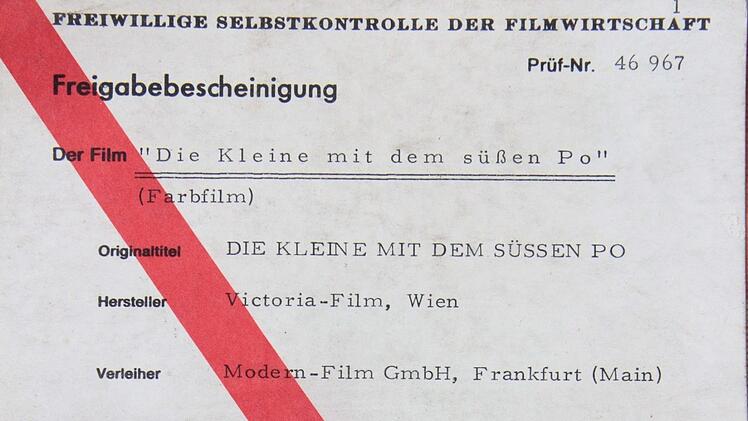 1
FREIWILLIGE SELBSTKONTROLLE DER FILMWIRTSCHAFT
Prüf-Nr. 46 967
Freigabebescheinigung
Der Film "Die Kleine mit dem süßen Po"
(Farbfilm)
Originaltitel DIE KLEINE MIT DEM SÜSSEN PO
Hersteller Victoria-Film, Wien
Verleiher Modern-Film GmbH, Frankfurt (Main)